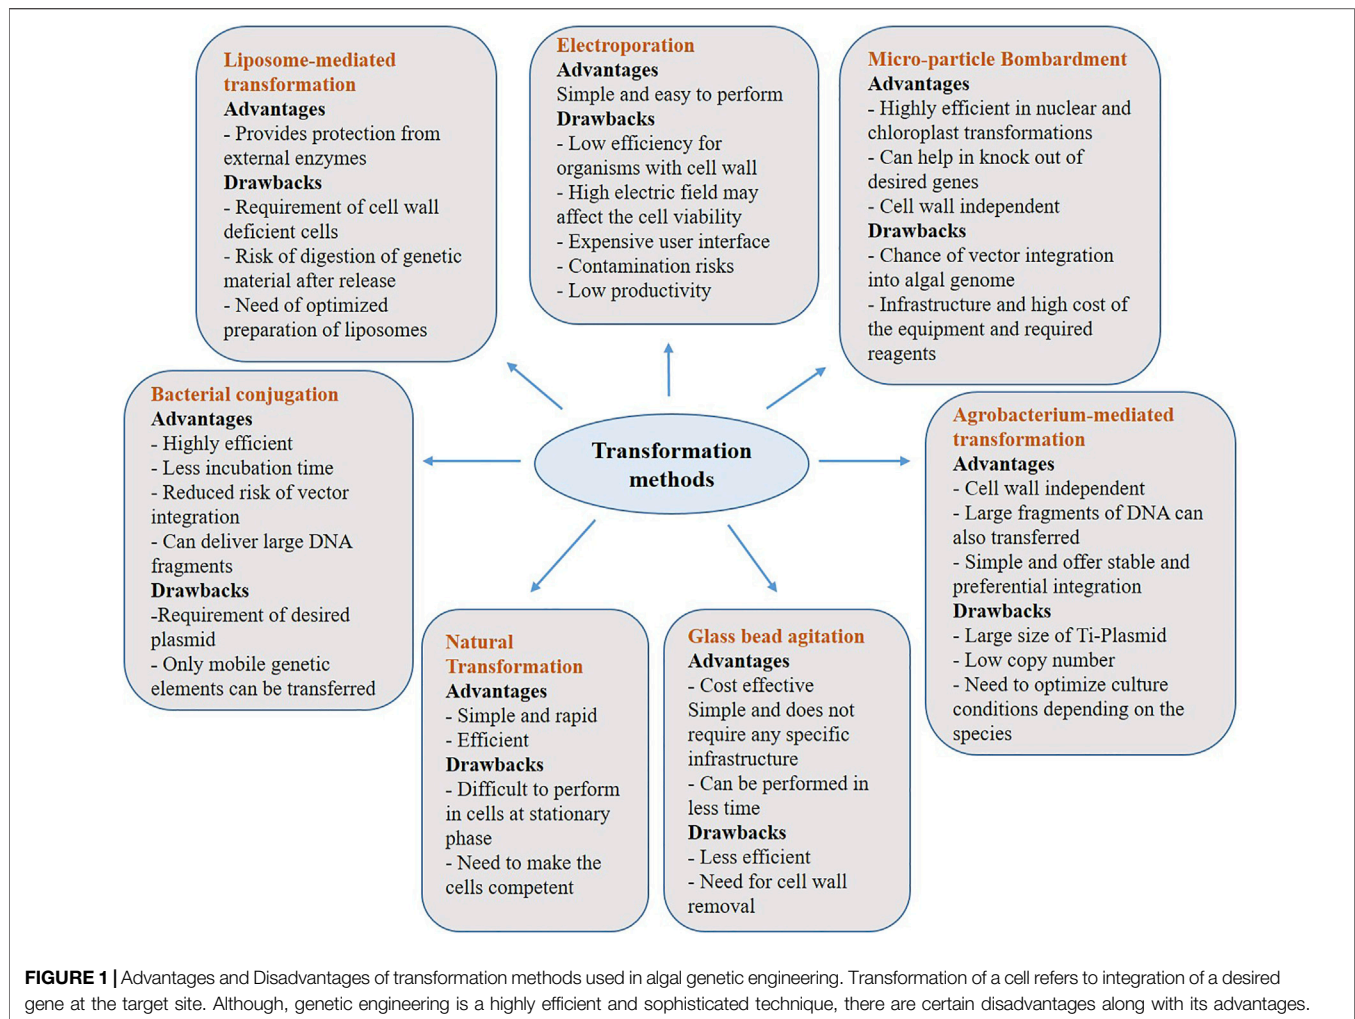 Liposome-mediated
transformation
Advantages
- Provides protection from
external enzymes
Drawbacks
- Requirement of cell wall
deficient cells
- Risk of digestion of genetic
material after release
- Need of optimized
preparation of liposomes
Electroporation
Advantages
Simple and easy to perform
Drawbacks
- Low efficiency for
organisms with cell wall
- High electric field may
affect the cell viability
- Expensive user interface
- Contamination risks
- Low productivity
Micro-particle Bombardment
Advantages
- Highly efficient in nuclear and
chloroplast transformations
- Can help in knock out of
desired genes
- Cell wall independent
Drawbacks
- Chance of vector integration
into algal genome
- Infrastructure and high cost of
the equipment and required
reagents
Bacterial conjugation
Advantages
- Highly efficient
- Less incubation time
- Reduced risk of vector
integration
- Can deliver large DNA
fragments
Drawbacks
-Requirement of desired
plasmid
- Only mobile genetic
elements can be transferred
Transformation
methods
Agrobacterium-mediated
transformation
Advantages
- Cell wall independent
- Large fragments of DNA can
also transferred
- Simple and offer stable and
preferential integration
Drawbacks
- Large size of Ti-Plasmid
- Low copy number
- Need to optimize culture
conditions depending on the
species
Natural
Transformation
Advantages
- Simple and rapid
- Efficient
Drawbacks
- Difficult to perform
in cells at stationary
phase
- Need to make the
cells competent
Glass bead agitation
Advantages
- Cost effective
Simple and does not
require any specific
infrastructure
- Can be performed in
less time
Drawbacks
- Less efficient
- Need for cell wall
removal
FIGURE 1 | Advantages and Disadvantages of transformation methods used in algal genetic engineering. Transformation of a cell refers to integration of a desired
gene at the target site. Although, genetic engineering is a highly efficient and sophisticated technique, there are certain disadvantages along with its advantages.